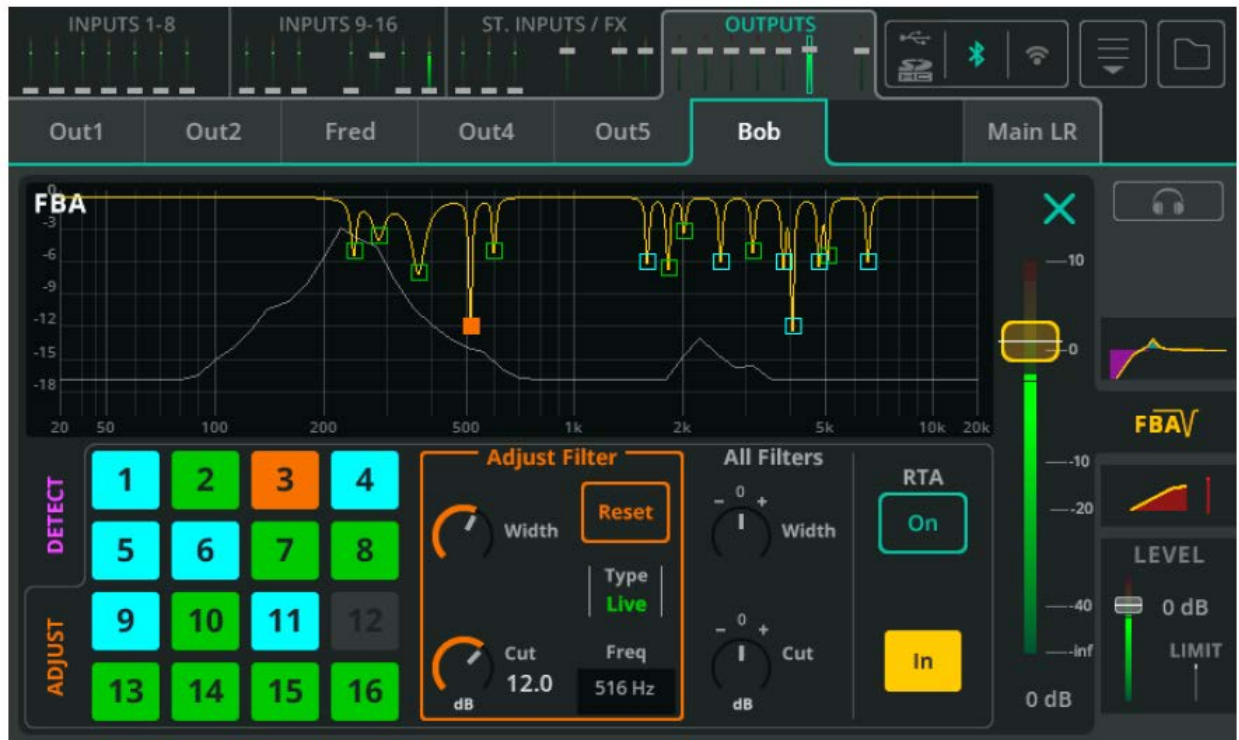 INPUTS 1-8 INPUTS 9-16 ST. INPUTS / FX OUTPUTS
SD HC
Out1 Out2 Fred Out4 Out5 Bob Main LR
FBA
0
-3
-6
-9
-12
-15
-18
20 50 100 200 500 1k 2k 5k 10k 20k
10
0
-10
-20
-40
-inf
0 dB
DETECT
ADJUST
1 2 3 4
5 6 7 8
9 10 11 12
13 14 15 16
Adjust Filter
Width
Reset
Type
Live
Cut
12.0
dB
Freq
516 Hz
All Filters
- 0 +
Width
- 0 +
Cut
dB
RTA
On
In
FBA
LEVEL
0 dB
LIMIT